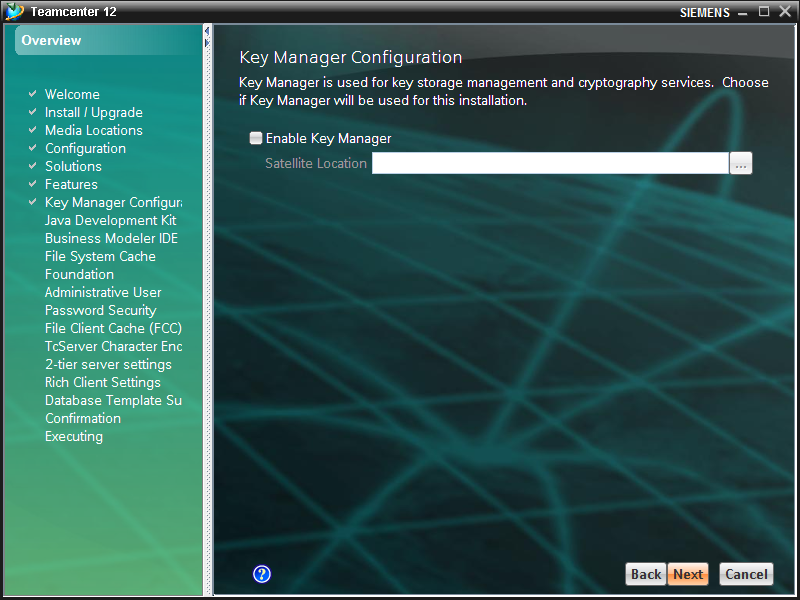 Teamcenter 12
SIEMENS
Overview
Welcome
Install / Upgrade
Media Locations
Configuration
Solutions
Features
Key Manager Configura
Java Development Kit
Business Modeler IDE
File System Cache
Foundation
Administrative User
Password Security
File Client Cache (FCC)
TcServer Character Enc
2-tier server settings
Rich Client Settings
Database Template Su
Confirmation
Executing
Key Manager Configuration
Key Manager is used for key storage management and cryptography services. Choose
if Key Manager will be used for this installation.
Enable Key Manager
Satellite Location
...
?
Back
Next
Cancel